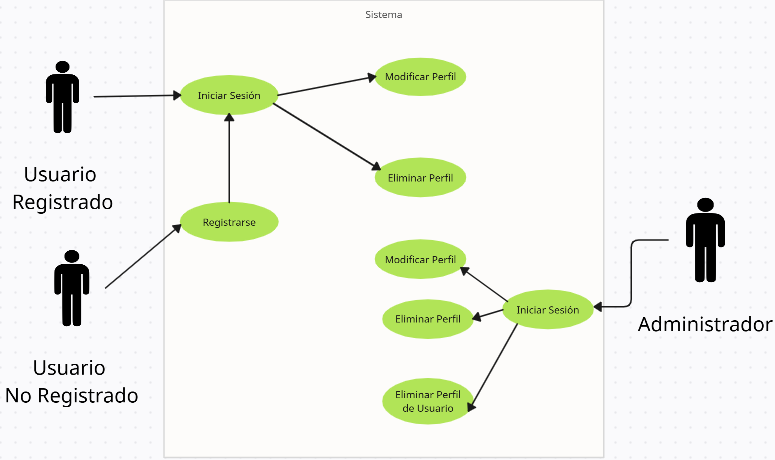 Sistema
Modificar Perfil
Iniciar Sesión
Usuario
Registrado
Eliminar Perfil
Registrarse
Modificar Perfil
Iniciar Sesión
Eliminar Perfil
Administrador
Usuario
No Registrado
Eliminar Perfil
de Usuario